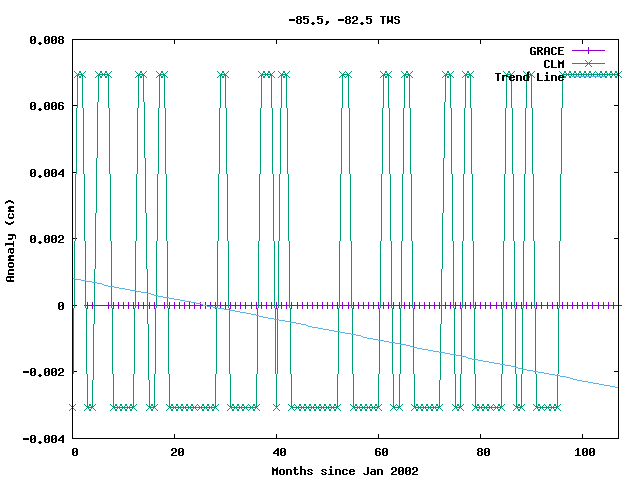 -85.5, -82.5 TWS
GRACE
CLM
Trend Line
0.008
0.006
0.004
0.002
0
-0.002
-0.004
Anomaly (cm)
0 20 40 60 80 100
Months since Jan 2002